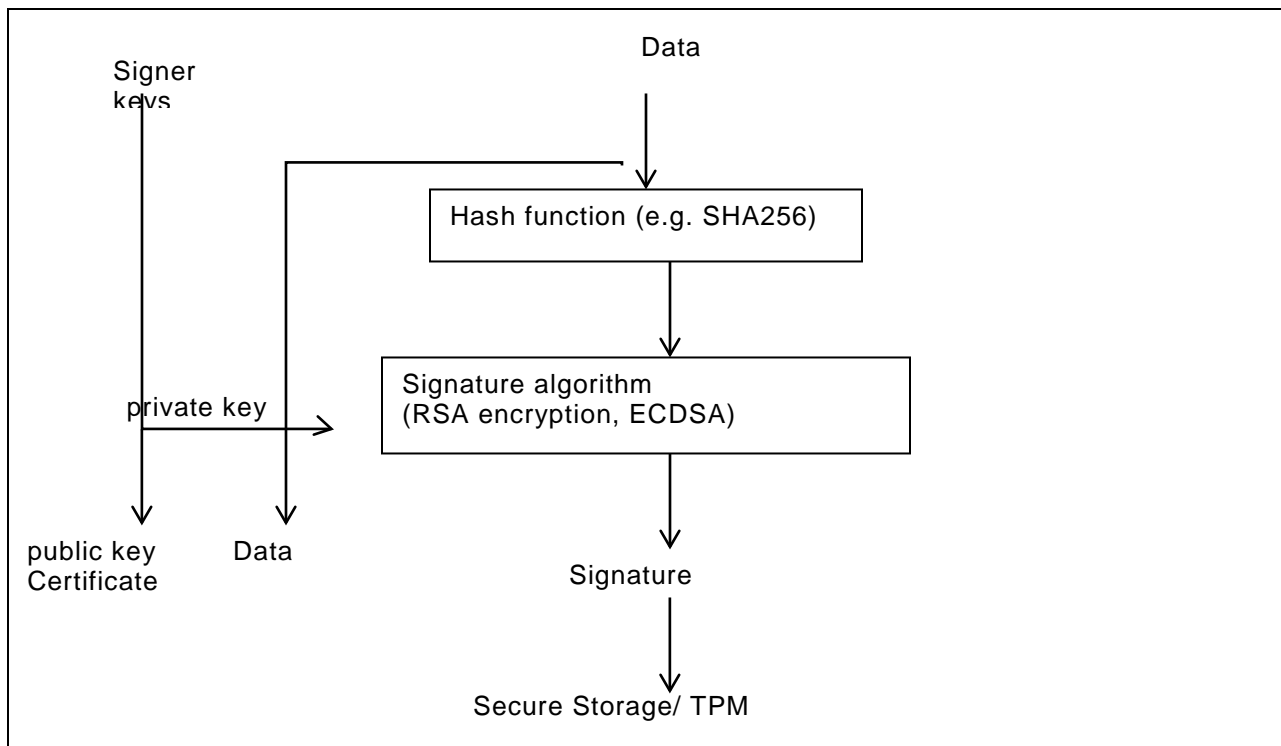 Data
Signer
keys
Hash function (e.g. SHA256)
Signature algorithm
(RSA encryption, ECDSA)
private key
public key
Certificate
Data
Signature
Secure Storage/ TPM